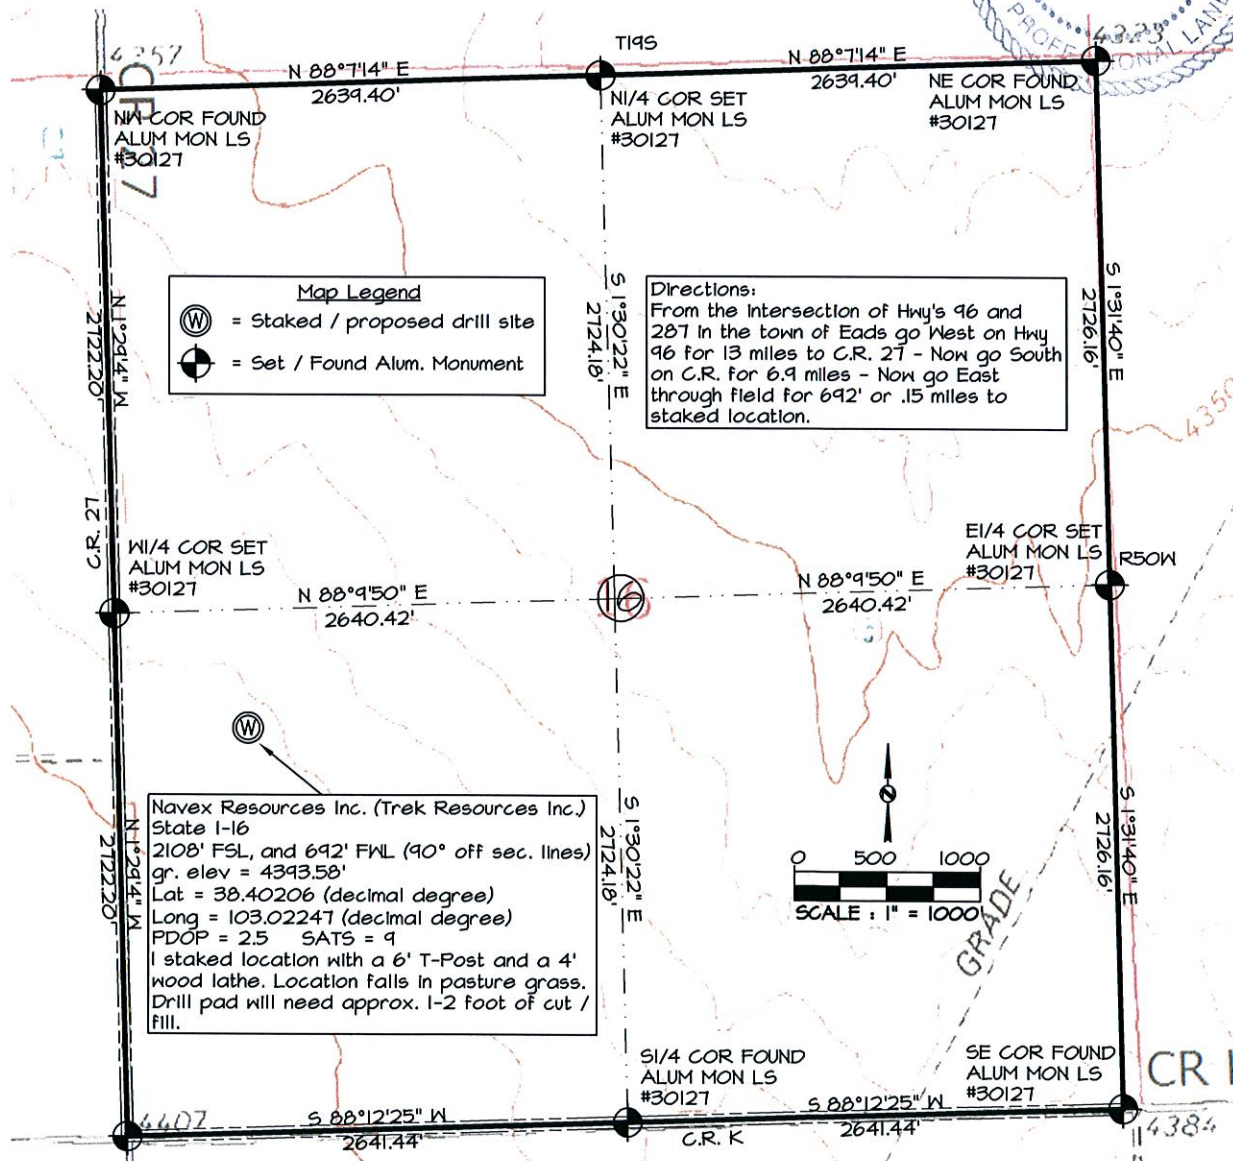 T19S
PROFESSIONAL LAND
4357
4323
N 88°7'14" E
2639.40'
N 88°7'14" E
2639.40'
NW COR FOUND
ALUM MON LS
#30127
N1/4 COR SET
ALUM MON LS
#30127
NE COR FOUND
ALUM MON LS
#30127
CR 27
N 1°29'4" W
2722.20'
S 1°30'22" E
2724.18'
S 1°31'40" E
2726.16'
Map Legend
W = Staked / proposed drill site
= Set / Found Alum. Monument
Directions:
From the intersection of Hwy's 96 and
287 in the town of Eads go West on Hwy
96 for 13 miles to C.R. 27 - Now go South
on C.R. for 6.9 miles - Now go East
through field for 692' or .15 miles to
staked location.
4350
C.R. 27
W1/4 COR SET
ALUM MON LS
#30127
E1/4 COR SET
ALUM MON LS
#30127
R50W
N 88°9'50" E
2640.42'
16
N 88°9'50" E
2640.42'
W
Navex Resources Inc. (Trek Resources Inc.)
State 1-16
2108' FSL, and 692' FWL (90° off sec. lines)
gr. elev = 4393.58'
Lat = 38.40206 (decimal degree)
Long = 103.02247 (decimal degree)
PDOP = 2.5 SATS = 9
I staked location with a 6' T-Post and a 4'
wood lathe. Location falls in pasture grass.
Drill pad will need approx. 1-2 foot of cut /
fill.
N 1°29'4" W
2722.20'
S 1°30'22" E
2724.18'
S 1°31'40" E
2726.16'
N
0 500 1000
SCALE : 1" = 1000'
GRADE
S1/4 COR FOUND
ALUM MON LS
#30127
SE COR FOUND
ALUM MON LS
#30127
CR
4407
S 88°12'25" W
2641.44'
C.R. K
S 88°12'25" W
2641.44'
4384